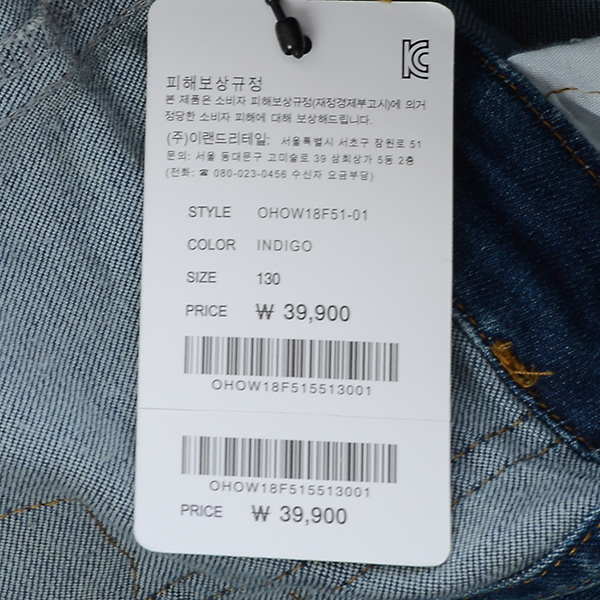 피해보상규정
본 제품은 소비자 피해보상규정(재정경제부고시)에 의거
정당한 소비자 피해에 대해 보상해드립니다.
(주)이랜드리테일: 서울특별시 서초구 잠원로 51
문의: 서울 동대문구 고미술로 39 삼희상가 5동 2층
(전화: ☎ 080-023-0456 수신자 요금부담)
STYLE OHOW18F51-01
COLOR INDIGO
SIZE 130
PRICE ₩ 39,900
OHOW18F515513001
OHOW18F515513001
PRICE ₩ 39,900